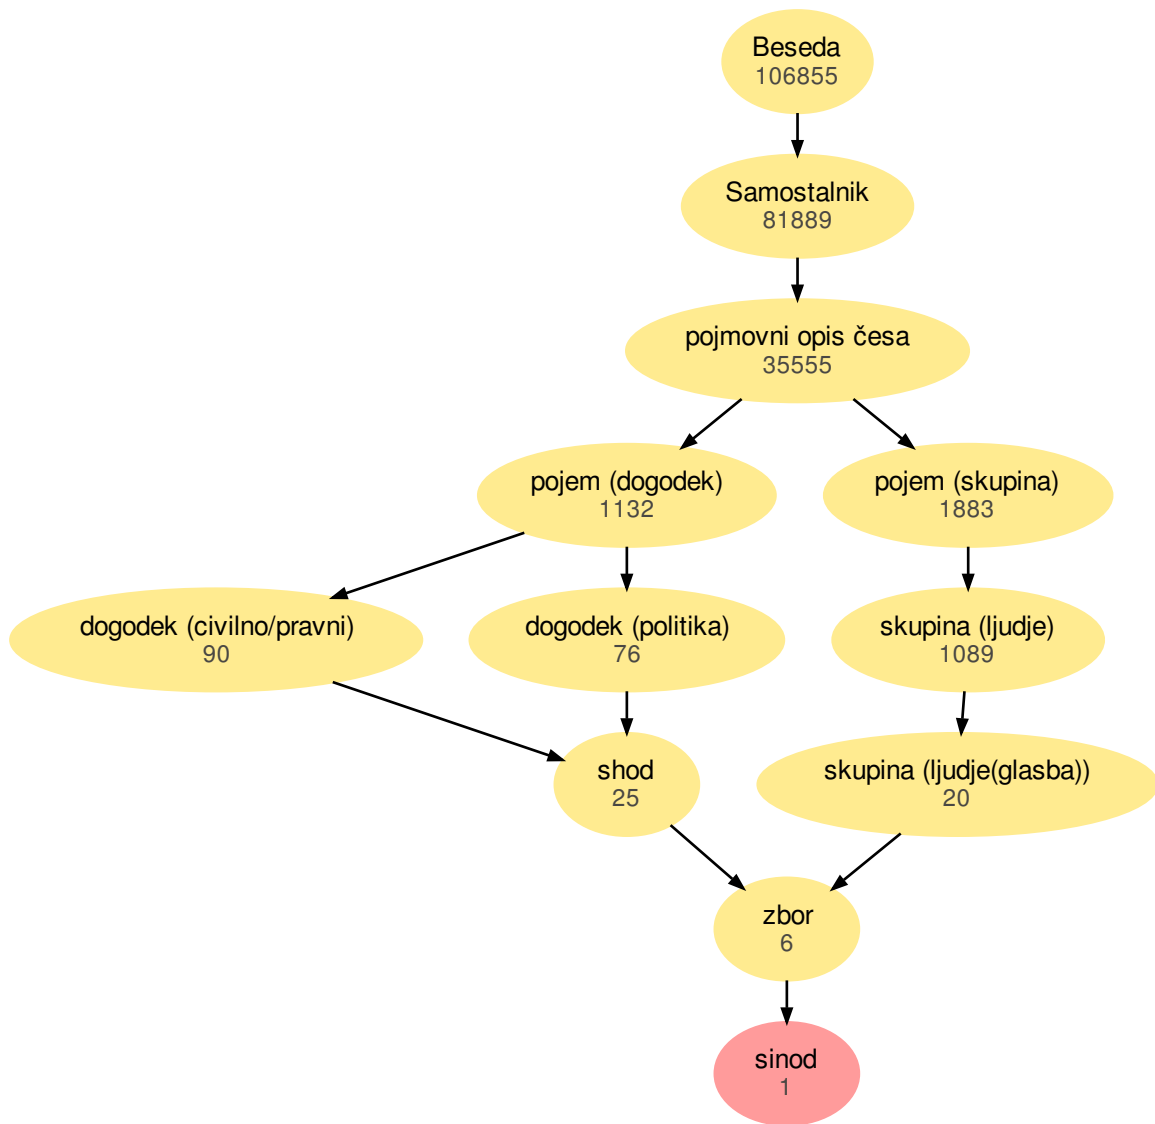 Beseda
106855
Samostalnik
81889
pojmovni opis česa
35555
pojem (dogodek)
1132
pojem (skupina)
1883
dogodek (civilno/pravni)
90
dogodek (politika)
76
skupina (ljudje)
1089
shod
25
skupina (ljudje(glasba))
20
zbor
6
sinod
1